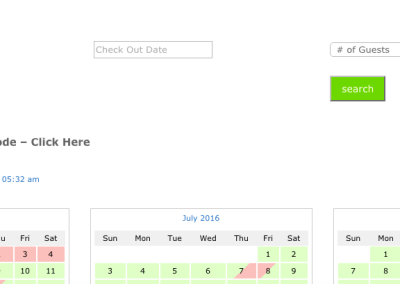 Check Out Date
# of Guests
search
ode – Click Here
05:32 am
July 2016
u Fri Sat
Sun Mon Tue Wed Thu Fri Sat
Sun Mon
3 4
1 2
1
10 11
3 4 5 6 7 8 9
7 8